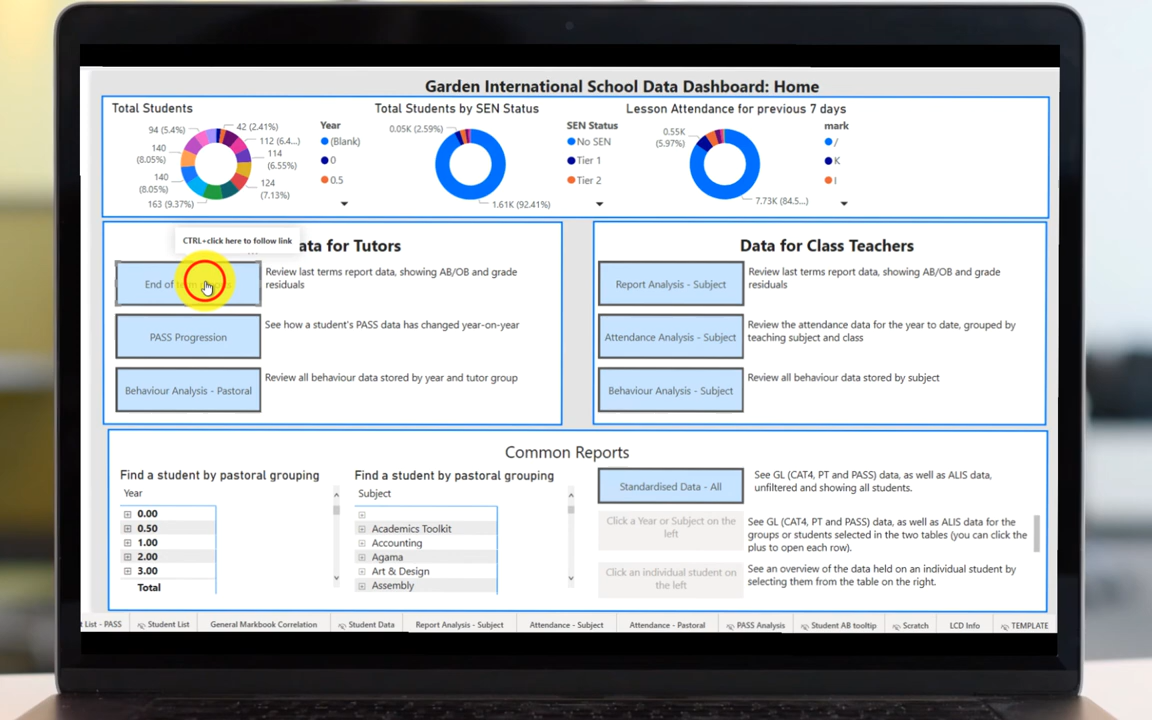 Garden International School Data Dashboard: Home
Total Students
94 (5.4%)
42 (2.41%)
140
(8.05%)
112 (6.4...)
114
(6.55%)
140
(8.05%)
124
(7.13%)
163 (9.37%)
Year
(Blank)
0
0.5
Total Students by SEN Status
0.05K (2.59%)
1.61K (92.41%)
SEN Status
No SEN
Tier 1
Tier 2
Lesson Attendance for previous 7 days
0.55K
(5.97%)
7.73K (84.5...)
mark
/
K
I
CTRL+click here to follow link
ata for Tutors
End of
Review last terms report data, showing AB/OB and grade
residuals
PASS Progression
See how a student's PASS data has changed year-on-year
Behaviour Analysis - Pastoral
Review all behaviour data stored by year and tutor group
Data for Class Teachers
Report Analysis - Subject
Review last terms report data, showing AB/OB and grade
residuals
Attendance Analysis - Subject
Review the attendance data for the year to date, grouped by
teaching subject and class
Behaviour Analysis - Subject
Review all behaviour data stored by subject
Common Reports
Find a student by pastoral grouping
Year
0.00
0.50
1.00
2.00
3.00
Total
Find a student by pastoral grouping
Subject
Academics Toolkit
Accounting
Agama
Art & Design
Assembly
Standardised Data - All
See GL (CAT4, PT and PASS) data, as well as ALIS data,
unfiltered and showing all students.
Click a Year or Subject on the
left
See GL (CAT4, PT and PASS) data, as well as ALIS data for the
groups or students selected in the two tables (you can click the
plus to open each row).
Click an individual student on
the left
See an overview of the data held on an individual student by
selecting them from the table on the right.
t List - PASS
Student List
General Markbook Correlation
Student Data
Report Analysis - Subject
Attendance - Subject
Attendance - Pastoral
PASS Analysis
Student AB tooltip
Scratch
LCD Info
TEMPLATE